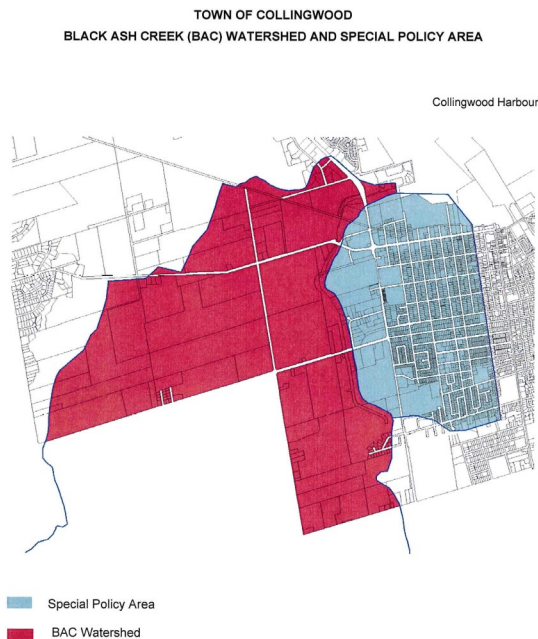 TOWN OF COLLINGWOOD
BLACK ASH CREEK (BAC) WATERSHED AND SPECIAL POLICY AREA
Collingwood Harbour
Special Policy Area
BAC Watershed